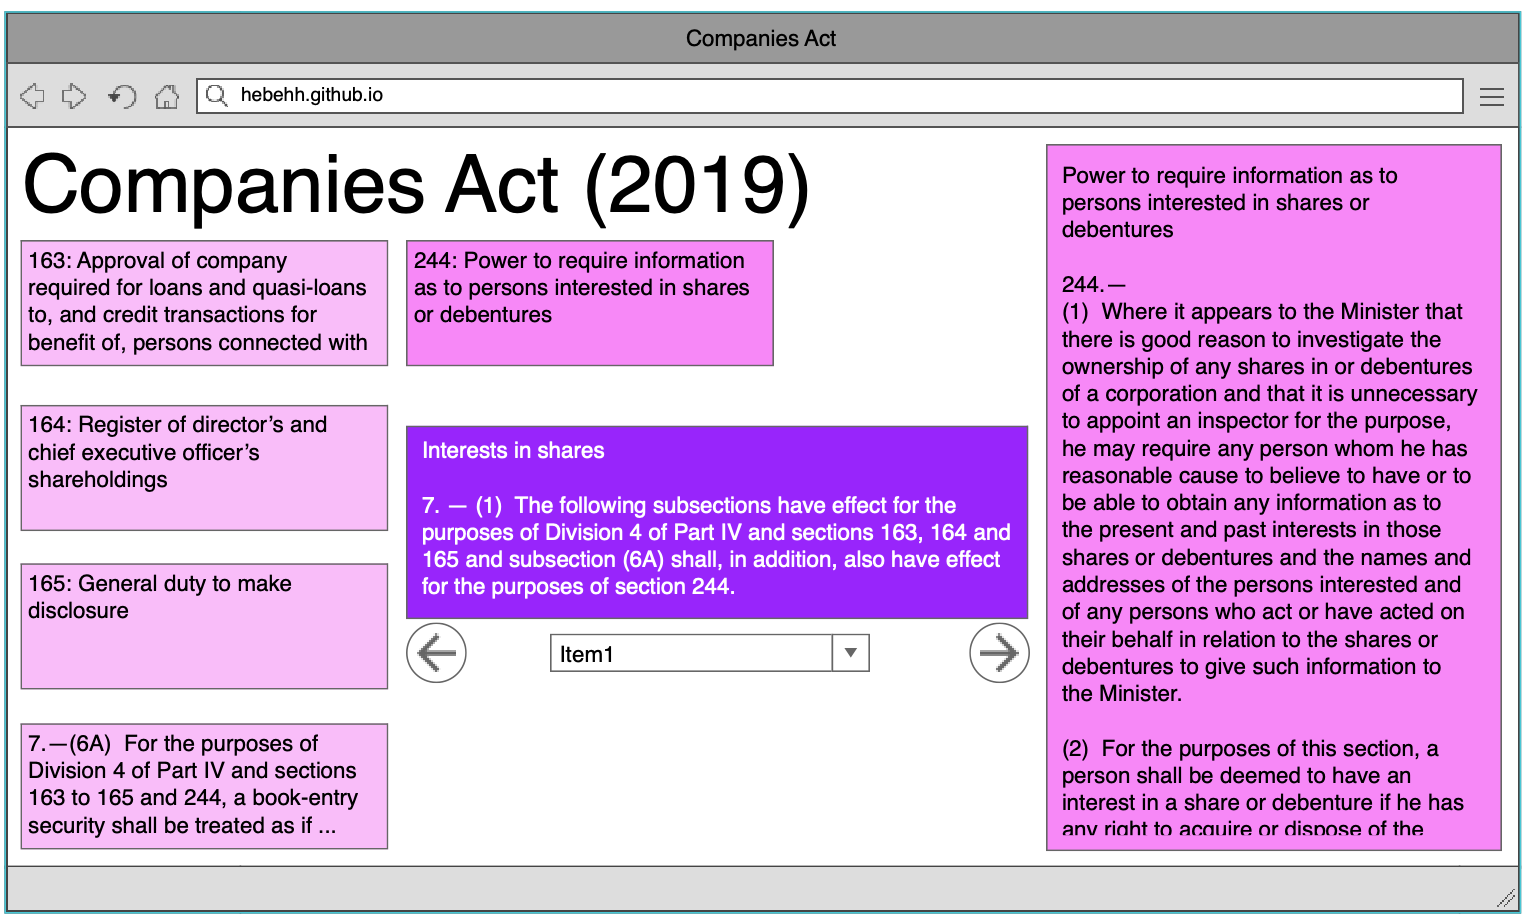 Companies Act
hebehh.github.io
Companies Act (2019)
163: Approval of company
required for loans and quasi-loans
to, and credit transactions for
benefit of, persons connected with
164: Register of director’s and
chief executive officer’s
shareholdings
165: General duty to make
disclosure
7.—(6A)  For the purposes of
Division 4 of Part IV and sections
163 to 165 and 244, a book-entry
security shall be treated as if ...
244: Power to require information
as to persons interested in shares
or debentures
Interests in shares
7. — (1)  The following subsections have effect for the
purposes of Division 4 of Part IV and sections 163, 164 and
165 and subsection (6A) shall, in addition, also have effect
for the purposes of section 244.
Item1
Power to require information as to
persons interested in shares or
debentures
244.—
(1)  Where it appears to the Minister that
there is good reason to investigate the
ownership of any shares in or debentures
of a corporation and that it is unnecessary
to appoint an inspector for the purpose,
he may require any person whom he has
reasonable cause to believe to have or to
be able to obtain any information as to
the present and past interests in those
shares or debentures and the names and
addresses of the persons interested and
of any persons who act or have acted on
their behalf in relation to the shares or
debentures to give such information to
the Minister.
(2)  For the purposes of this section, a
person shall be deemed to have an
interest in a share or debenture if he has
any right to acquire or dispose of the